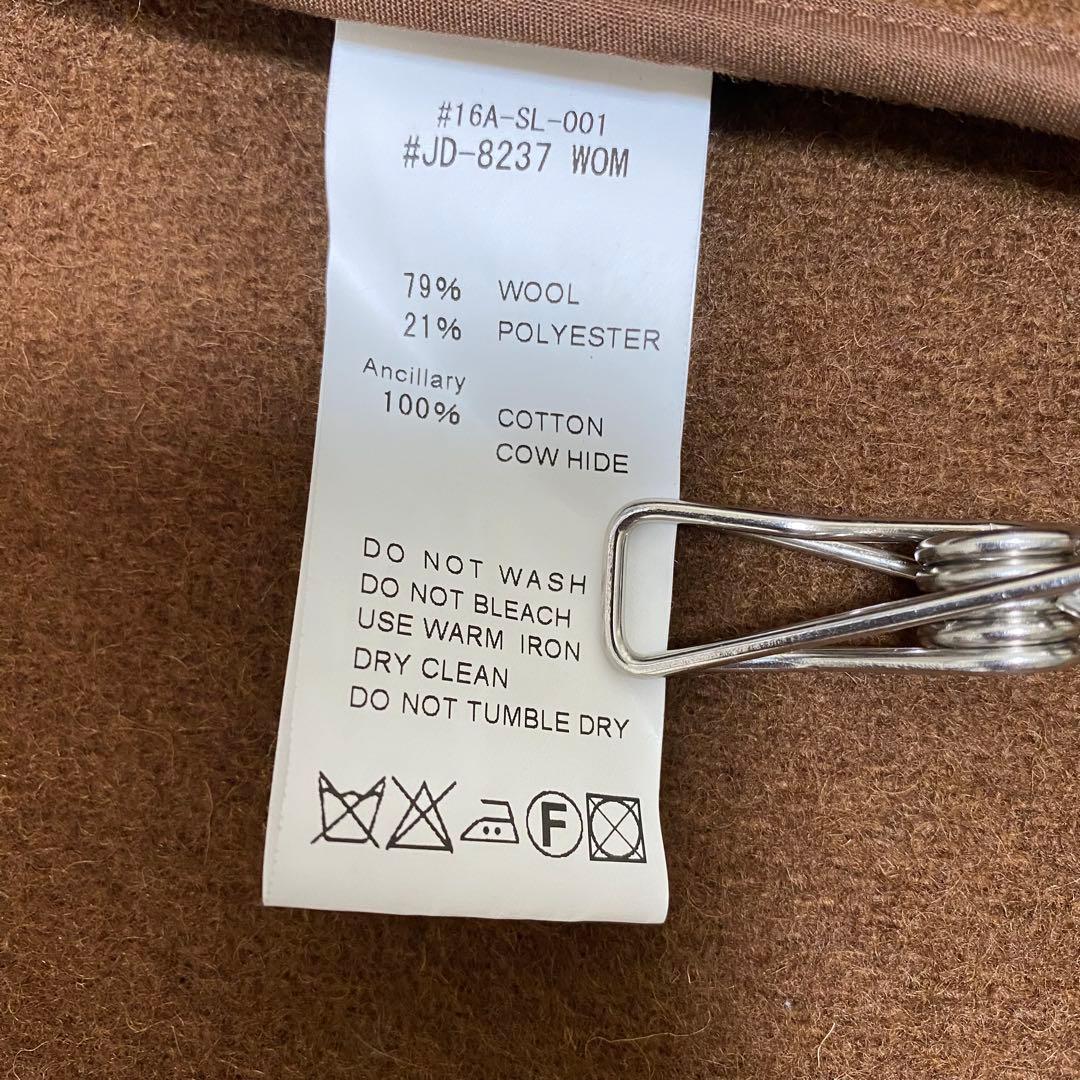 #16A-SL-001
#JD-8237 WOM
79% WOOL
21% POLYESTER
Ancillary
100% COTTON
COW HIDE
DO NOT WASH
DO NOT BLEACH
USE WARM IRON
DRY CLEAN
DO NOT TUMBLE DRY
F